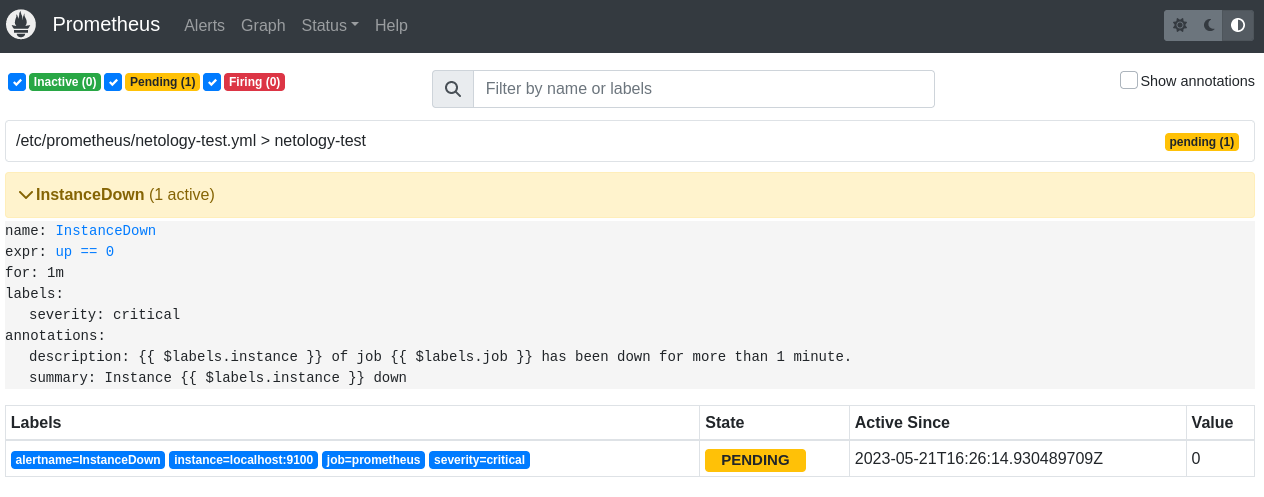 Prometheus Alerts Graph Status Help
Inactive (0) Pending (1) Firing (0) Filter by name or labels Show annotations
/etc/prometheus/netology-test.yml > netology-test pending (1)
InstanceDown (1 active)
name: InstanceDown
expr: up == 0
for: 1m
labels:
severity: critical
annotations:
description: {{ $labels.instance }} of job {{ $labels.job }} has been down for more than 1 minute.
summary: Instance {{ $labels.instance }} down
Labels State Active Since Value
alertname=InstanceDown instance=localhost:9100 job=prometheus severity=critical PENDING 2023-05-21T16:26:14.930489709Z 0